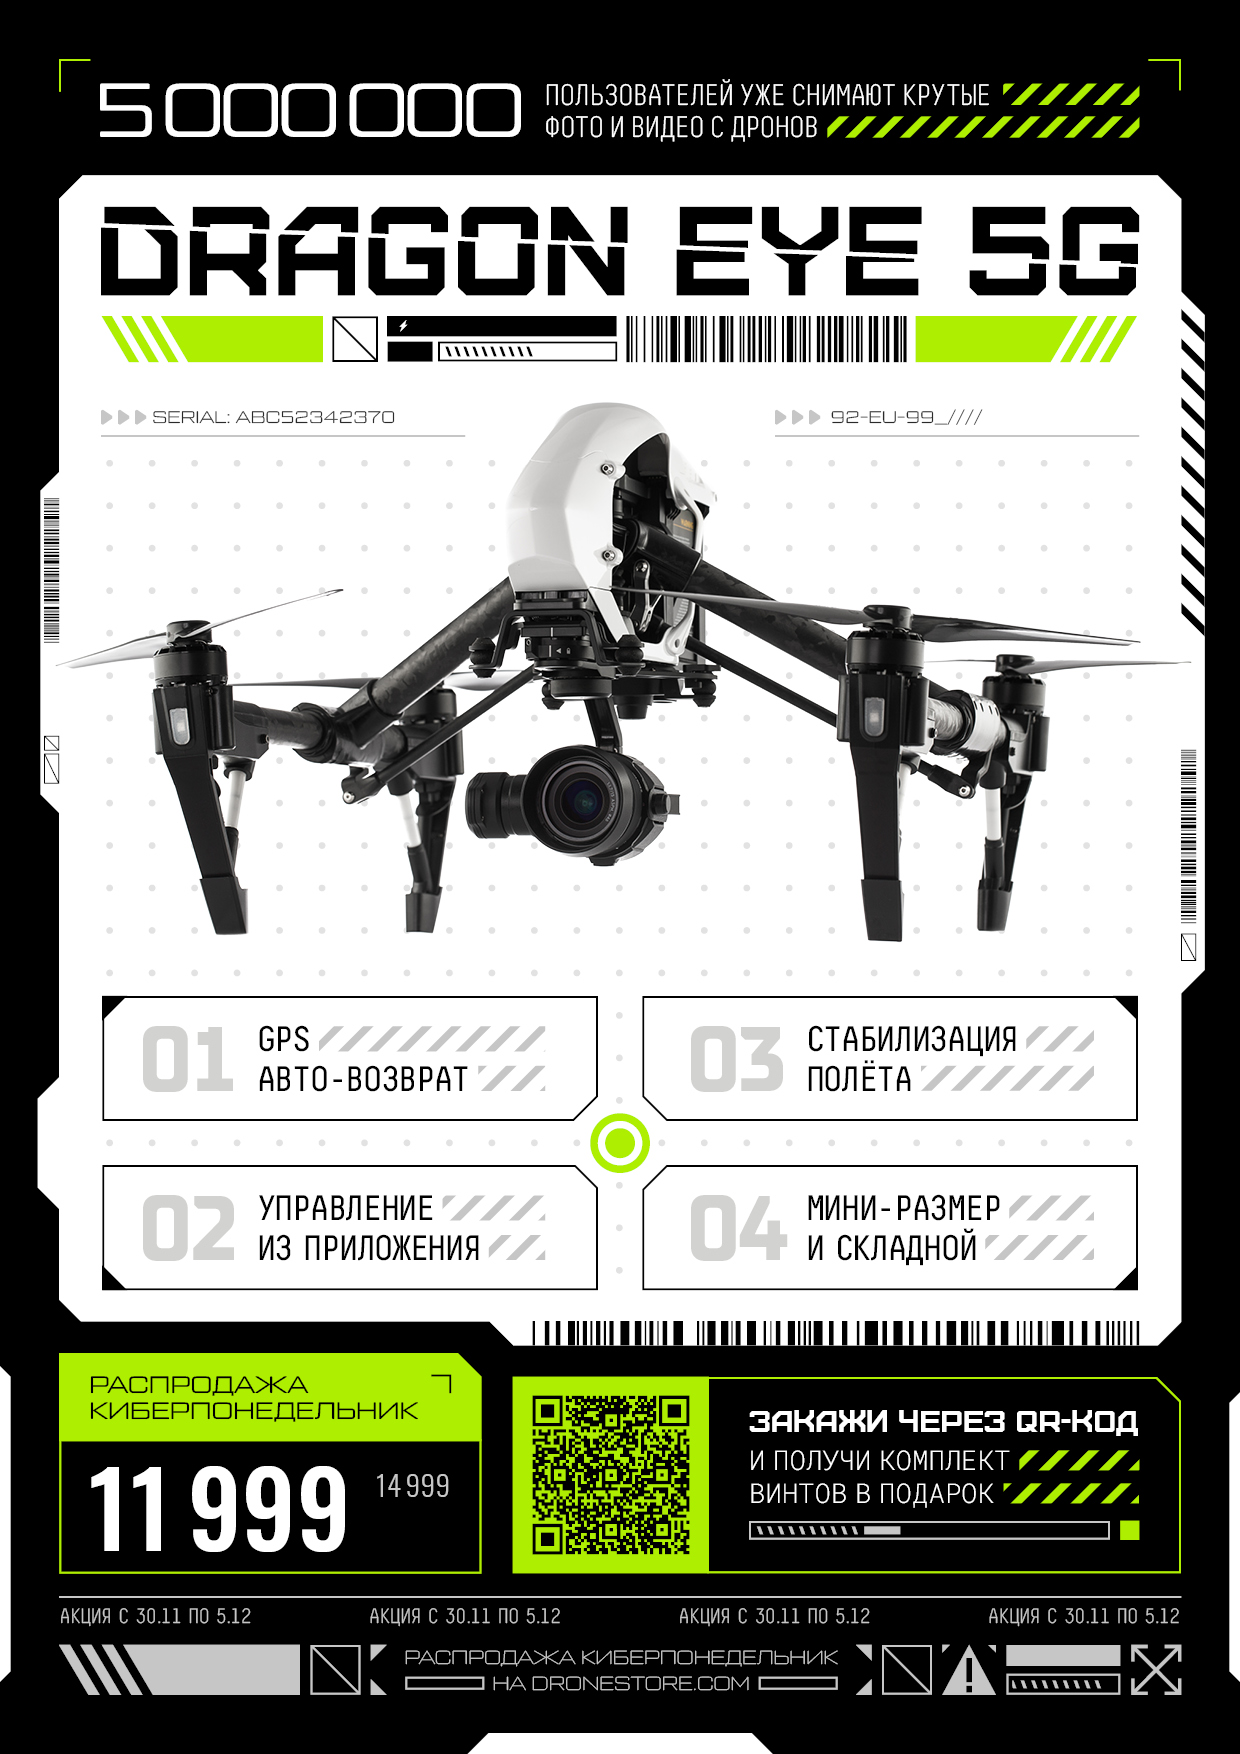 5 000 000
ПОЛЬЗОВАТЕЛЕЙ УЖЕ СНИМАЮТ КРУТЫЕ
ФОТО И ВИДЕО С ДРОНОВ
DRAGON EYE 5G
SERIAL: ABC52342370
92-EU-99_////
01
GPS
АВТО-ВОЗВРАТ
03
СТАБИЛИЗАЦИЯ
ПОЛЁТА
02
УПРАВЛЕНИЕ
ИЗ ПРИЛОЖЕНИЯ
04
МИНИ-РАЗМЕР
И СКЛАДНОЙ
РАСПРОДАЖА
КИБЕРПОНЕДЕЛЬНИК
11 999
14 999
ЗАКАЖИ ЧЕРЕЗ QR-КОД
И ПОЛУЧИ КОМПЛЕКТ
ВИНТОВ В ПОДАРОК
АКЦИЯ С 30.11 ПО 5.12
АКЦИЯ С 30.11 ПО 5.12
АКЦИЯ С 30.11 ПО 5.12
АКЦИЯ С 30.11 ПО 5.12
РАСПРОДАЖА КИБЕРПОНЕДЕЛЬНИК
НА DRONESTORE.COM